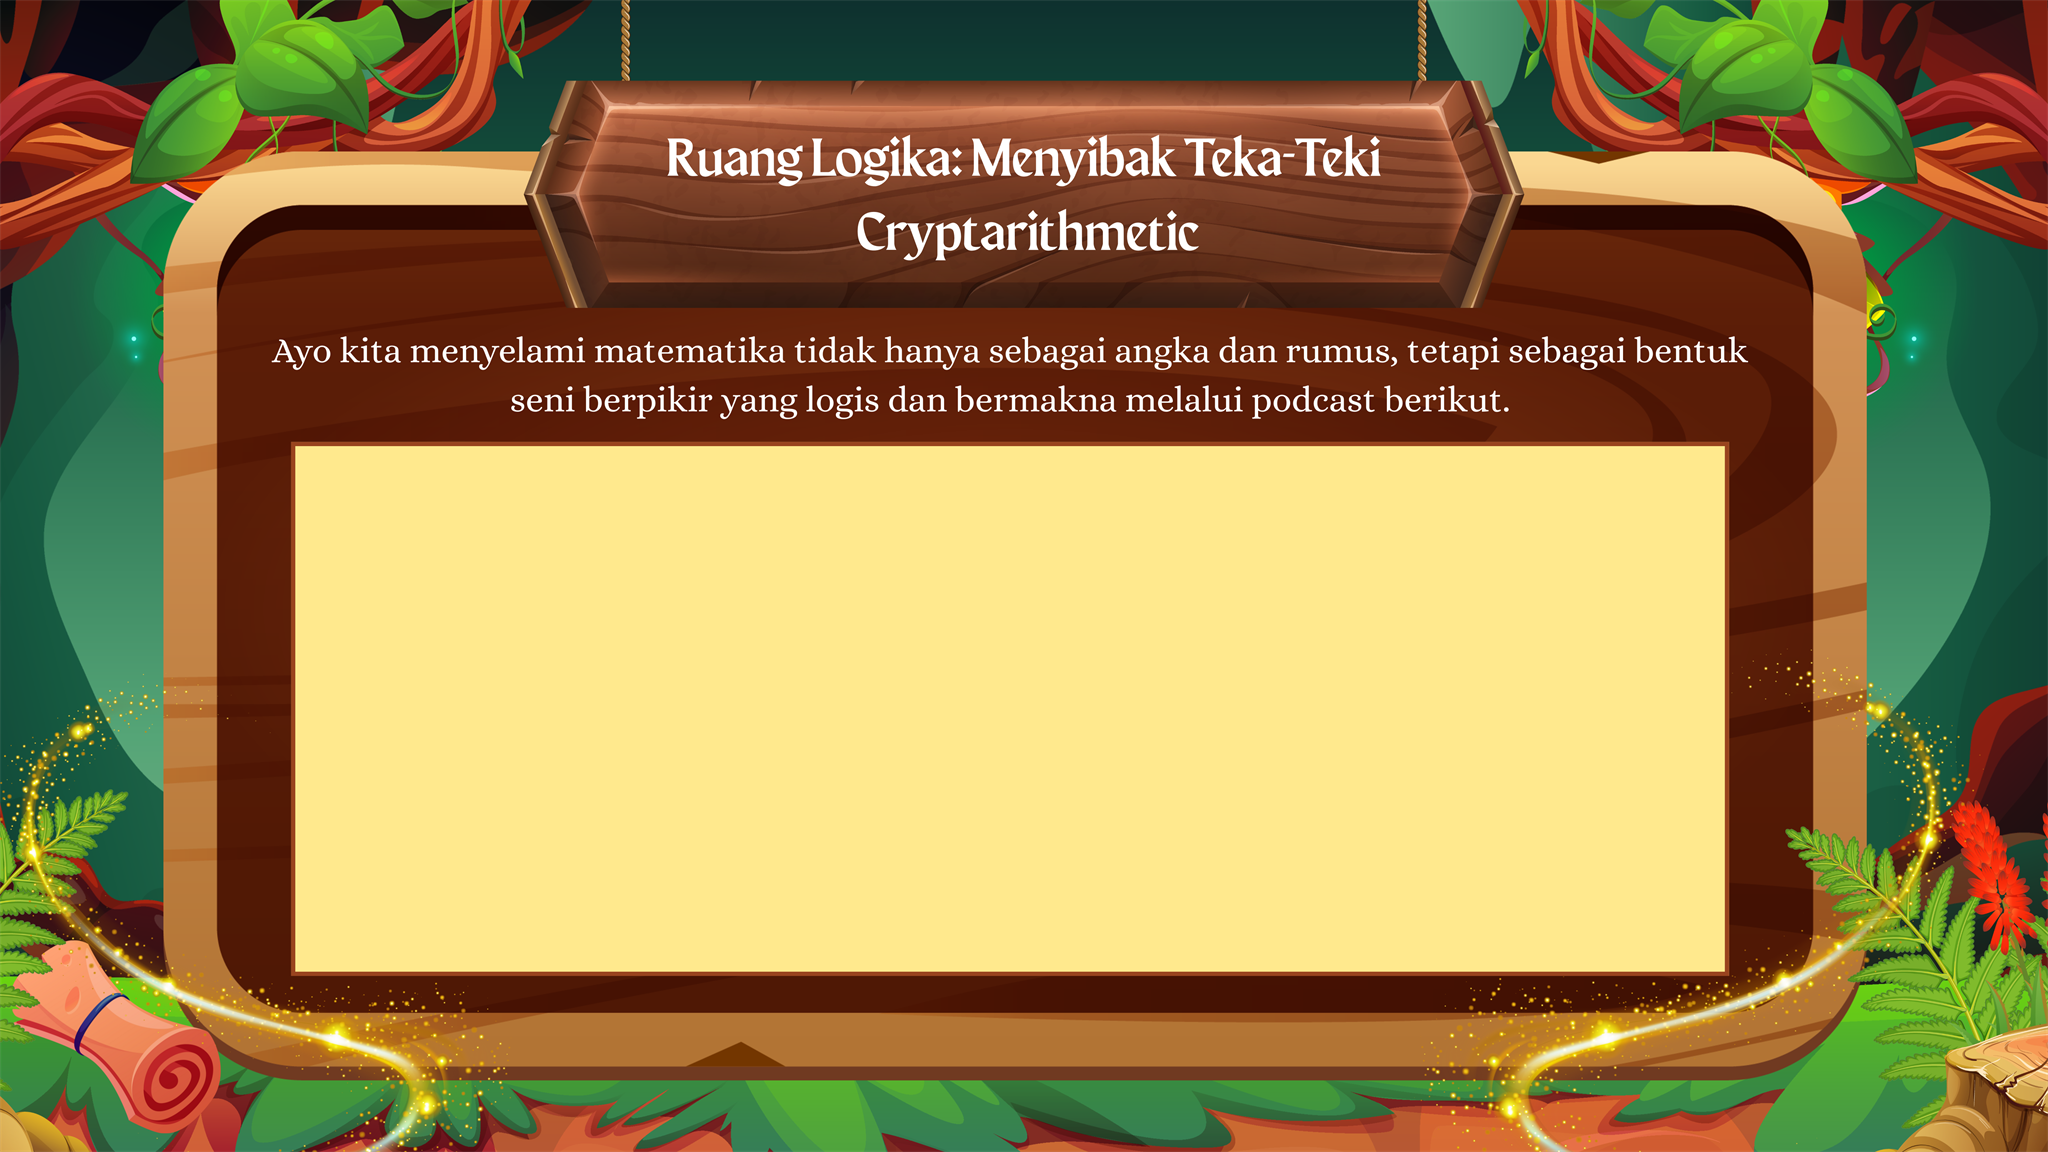 Ruang Logika: Menyibak Teka-Teki
Cryptarithmetic
Ayo kita menyelami matematika tidak hanya sebagai angka dan rumus, tetapi sebagai bentuk
seni berpikir yang logis dan bermakna melalui podcast berikut.